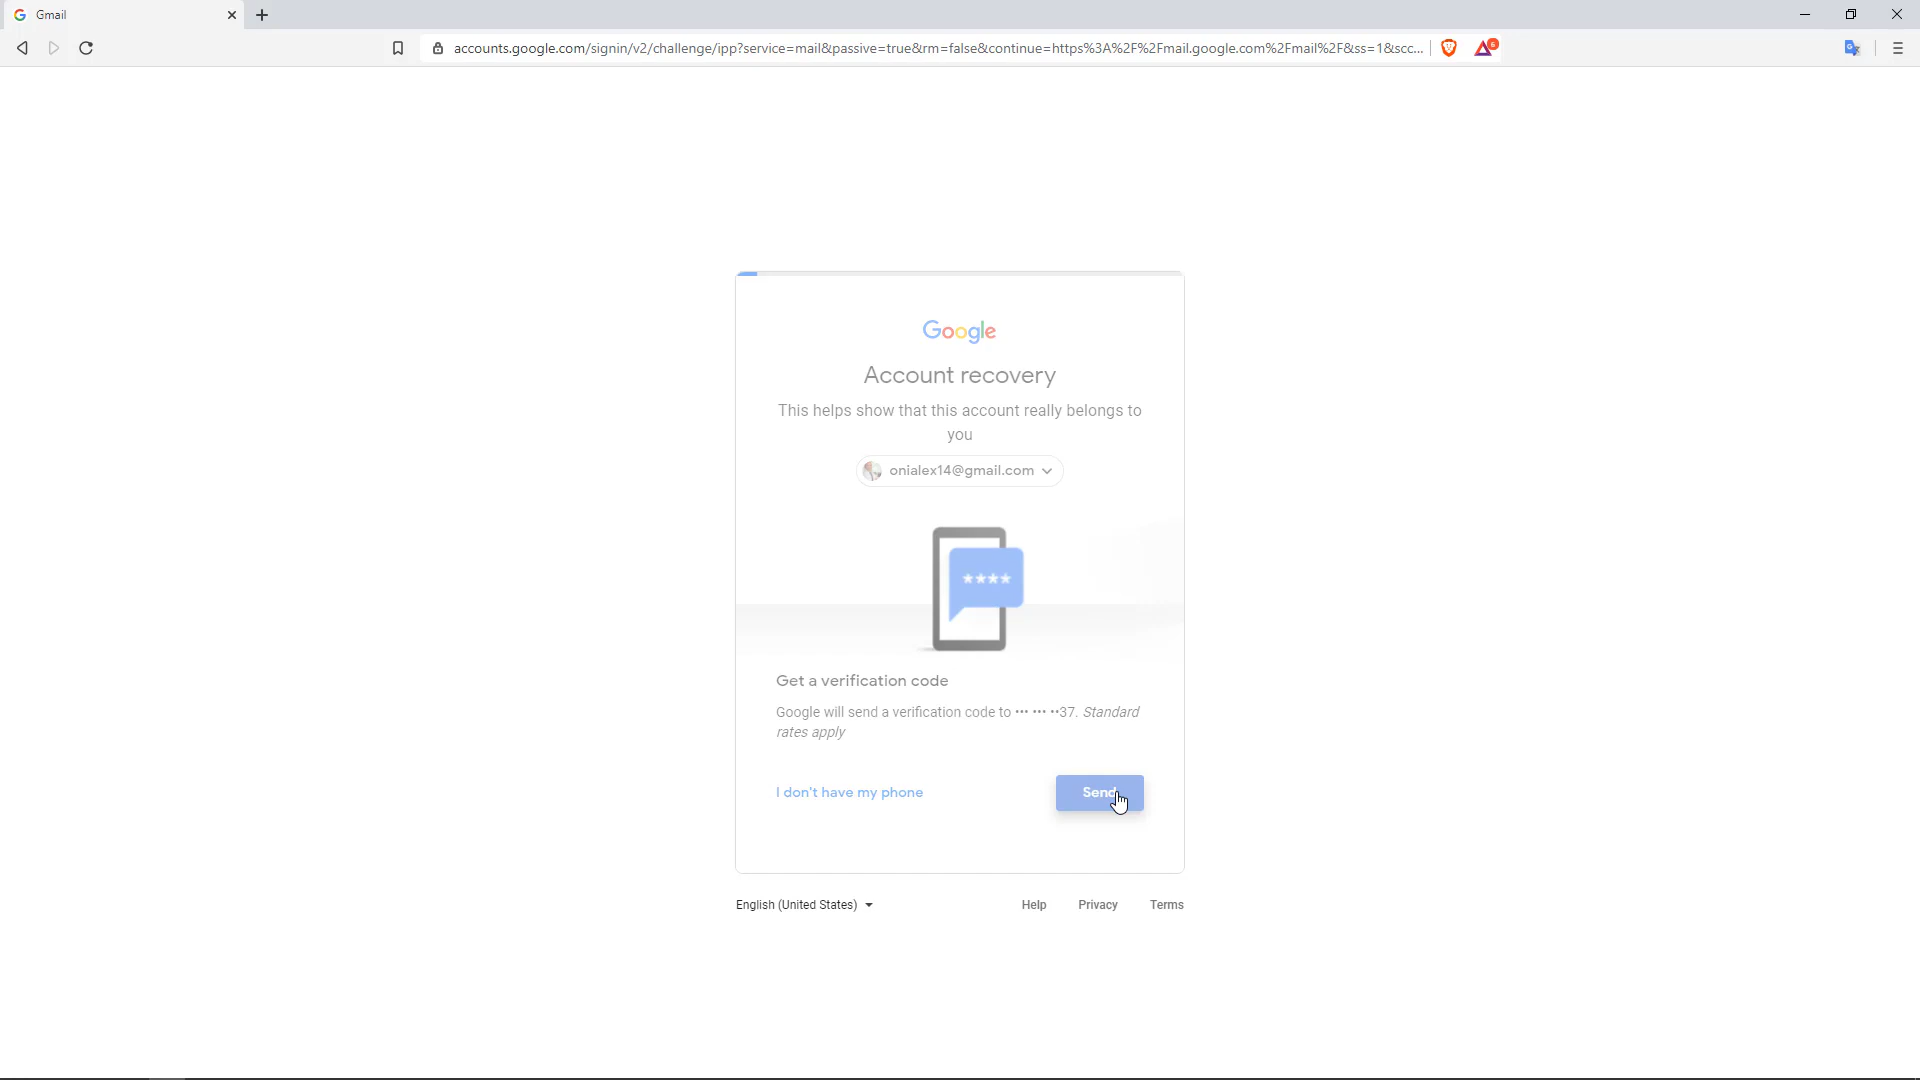 Gmail
accounts.google.com/signin/v2/challenge/ipp?service=mail&passive=true&rm=false&continue=https%3A%2F%2Fmail.google.com%2Fmail%2F&ss=1&scc...
6
Google
Account recovery
This helps show that this account really belongs to
you
onialex14@gmail.com
****
Get a verification code
Google will send a verification code to ••• ••• ••37. Standard
rates apply
I don't have my phone
Send
English (United States)
Help
Privacy
Terms